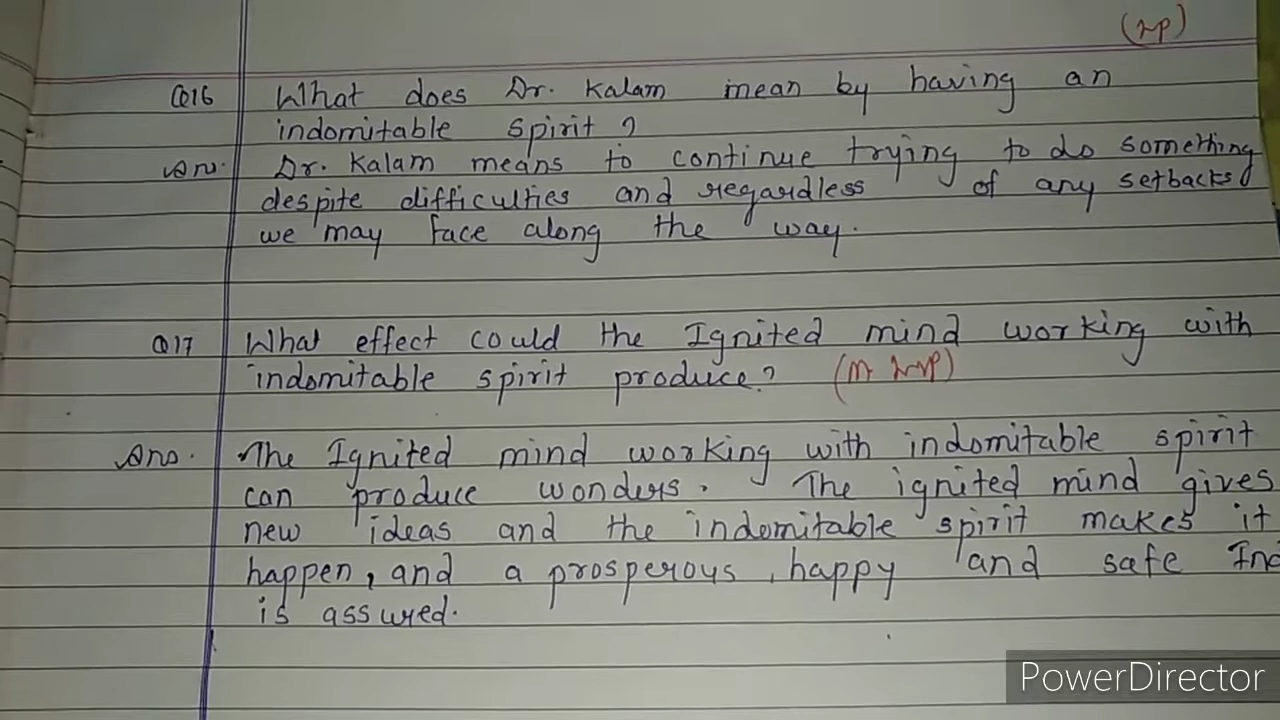 Q16 What does Dr. Kalam mean by having an
indomitable spirit?
Ans. Dr. Kalam means to continue trying to do something
despite difficulties and regardless of any setbacks
we may face along the way.
Q17 What effect could the Ignited mind working with
indomitable spirit produce?
Ans. The Ignited mind working with indomitable spirit
can produce wonders. The ignited mind gives
new ideas and the indomitable spirit makes it
happen, and a prosperous, happy and safe Ind
is assured.
PowerDirector